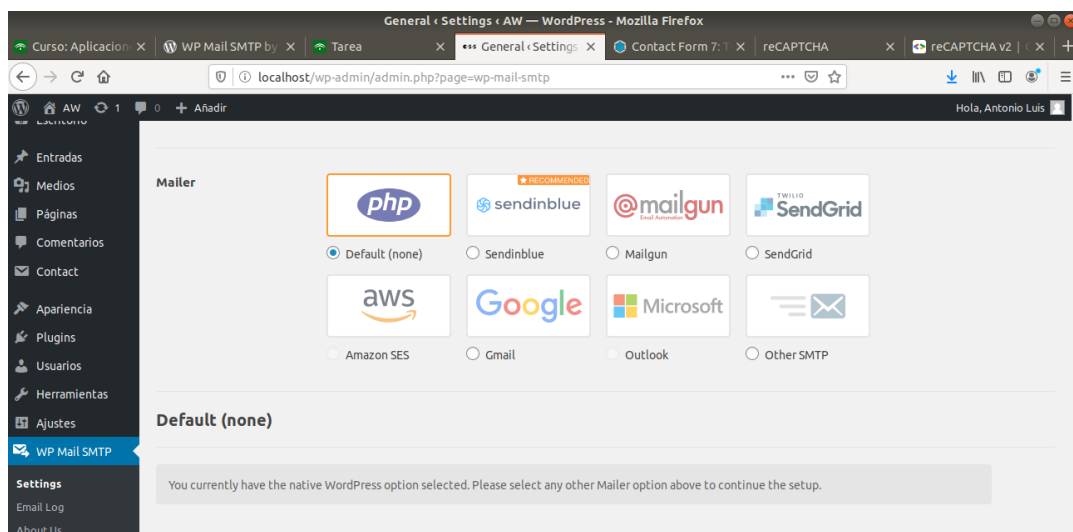 General ‹ Settings ‹ AW — WordPress - Mozilla Firefox
Curso: Aplicacion
WP Mail SMTP by
Tarea
General ‹ Settings
Contact Form 7: T
reCAPTCHA
reCAPTCHA v2 |
localhost/wp-admin/admin.php?page=wp-mail-smtp
AW 1 0 + Añadir
Hola, Antonio Luis
Escritorio
Entradas
Medios
Páginas
Comentarios
Contact
Apariencia
Plugins
Usuarios
Herramientas
Ajustes
WP Mail SMTP
Settings
Email Log
About Us
Mailer
php
RECOMMENDED
sendinblue
@mailgun
Email Automation
TWILIO
SendGrid
Default (none)
Sendinblue
Mailgun
SendGrid
aws
Google
Microsoft
Amazon SES
Gmail
Outlook
Other SMTP
Default (none)
You currently have the native WordPress option selected. Please select any other Mailer option above to continue the setup.